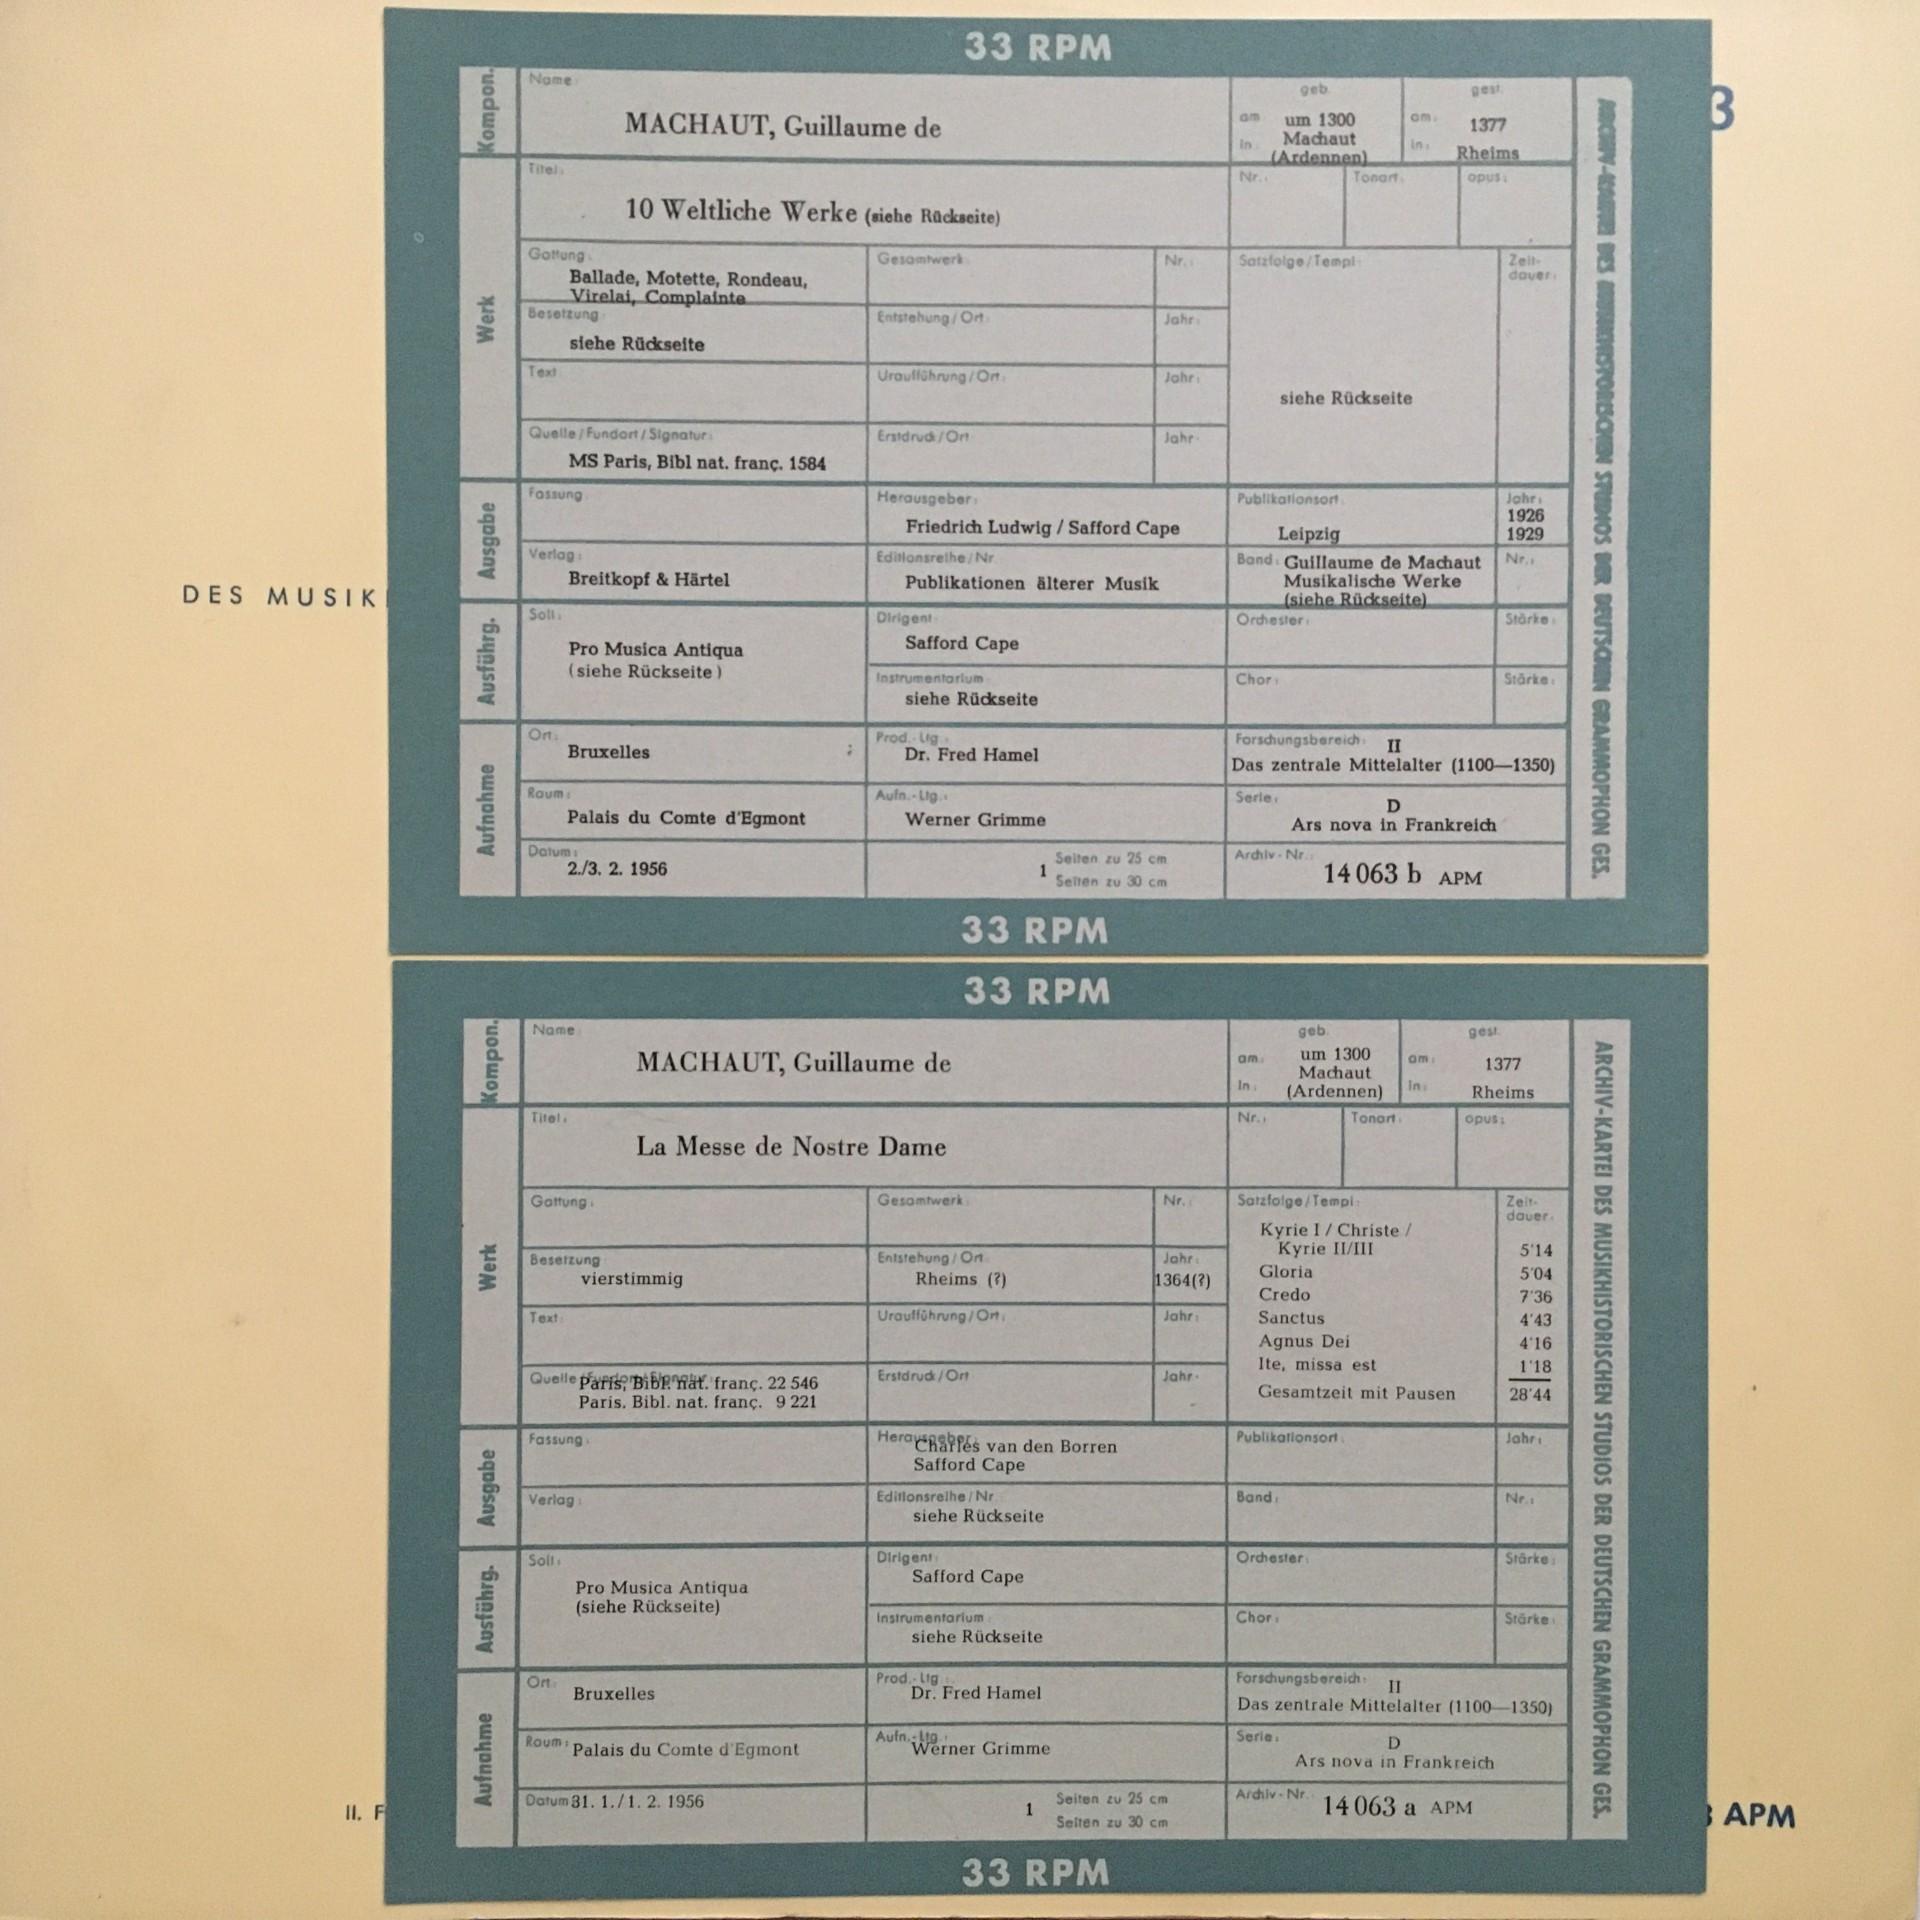 33 RPM
Kompon.
Name:
MACHAUT, Guillaume de
geb.
am um 1300
in Machaut
(Ardennen)
gest.
am: 1377
in: Rheims
Werk
Titel:
10 Weltliche Werke (siehe Rückseite)
Nr.:
Tonart:
opus:
Gattung:
Ballade, Motette, Rondeau,
Virelai, Complainte
Gesamtwerk:
Nr.:
Satzfolge/Tempi:
siehe Rückseite
Zeit-
dauer:
Besetzung:
siehe Rückseite
Entstehung/Ort:
Jahr:
Text:
Uraufführung/Ort:
Jahr:
Quelle/Fundort/Signatur:
MS Paris, Bibl nat. franç. 1584
Erstdruck/Ort
Jahr:
Ausgabe
Fassung
Herausgeber:
Friedrich Ludwig / Safford Cape
Publikationsort
Leipzig
Jahr:
1926
1929
Verlag:
Breitkopf & Härtel
Editionsreihe/Nr
Publikationen älterer Musik
Band: Guillaume de Machaut
Musikalische Werke
(siehe Rückseite)
Nr.:
Ausführg.
Soli:
Pro Musica Antiqua
(siehe Rückseite)
Dirigent
Safford Cape
Orchester:
Stärke:
Instrumentarium
siehe Rückseite
Chor:
Stärke:
Aufnahme
Ort:
Bruxelles
Prod.-Ltg.:
Dr. Fred Hamel
Forschungsbereich: II
Das zentrale Mittelalter (1100—1350)
Raum:
Palais du Comte d'Egmont
Aufn.-Ltg.:
Werner Grimme
Serie: D
Ars nova in Frankreich
Datum:
2./3. 2. 1956
1
Seiten zu 25 cm
Seiten zu 30 cm
Archiv-Nr.:
14 063 b APM
ARCHIV-KARTEI DES MUSIKHISTORISCHEN STUDIOS DER DEUTSCHEN GRAMMOPHON GES.
33 RPM
3
DES MUSIK
33 RPM
Kompon.
Name:
MACHAUT, Guillaume de
geb.
am: um 1300
in: Machaut
(Ardennen)
gest.
am: 1377
in: Rheims
Werk
Titel:
La Messe de Nostre Dame
Nr.:
Tonart:
opus:
Gattung:
Gesamtwerk:
Nr.:
Satzfolge/Tempi:
Zeit-
dauer:
Kyrie I / Christe /
Kyrie II/III 5'14
Gloria 5'04
Credo 7'36
Sanctus 4'43
Agnus Dei 4'16
Ite, missa est 1'18
Gesamtzeit mit Pausen 28'44
Besetzung
vierstimmig
Entstehung/Ort
Rheims (?)
Jahr:
1364(?)
Text:
Uraufführung/Ort:
Jahr:
Quelle/Fundort/Signatur:
Paris, Bibl. nat. franç. 22 546
Paris. Bibl. nat. franç. 9 221
Erstdruck/Ort
Jahr:
Ausgabe
Fassung:
Herausgeber:
Charles van den Borren
Safford Cape
Publikationsort:
Jahr:
Verlag:
Editionsreihe/Nr
siehe Rückseite
Band:
Nr.:
Ausführg.
Soli:
Pro Musica Antiqua
(siehe Rückseite)
Dirigent:
Safford Cape
Orchester:
Stärke:
Instrumentarium
siehe Rückseite
Chor:
Stärke:
Aufnahme
Ort:
Bruxelles
Prod.-Ltg.:
Dr. Fred Hamel
Forschungsbereich: II
Das zentrale Mittelalter (1100—1350)
Raum: Palais du Comte d'Egmont
Aufn.-Ltg.:
Werner Grimme
Serie: D
Ars nova in Frankreich
Datum 31. 1./1. 2. 1956
1
Seiten zu 25 cm
Seiten zu 30 cm
Archiv-Nr.:
14 063 a APM
ARCHIV-KARTEI DES MUSIKHISTORISCHEN STUDIOS DER DEUTSCHEN GRAMMOPHON GES.
33 RPM
II. F
APM